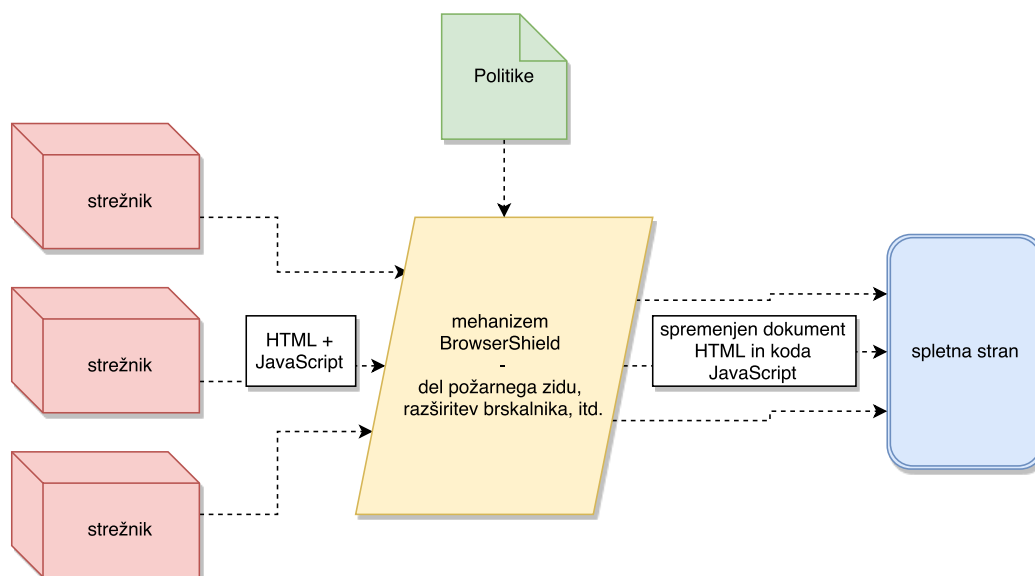 Politike
strežnik
strežnik
strežnik
HTML +
JavaScript
mehanizem
BrowserShield
-
del požarnega zidu,
razširitev brskalnika, itd.
spremenjen dokument
HTML in koda
JavaScript
spletna stran